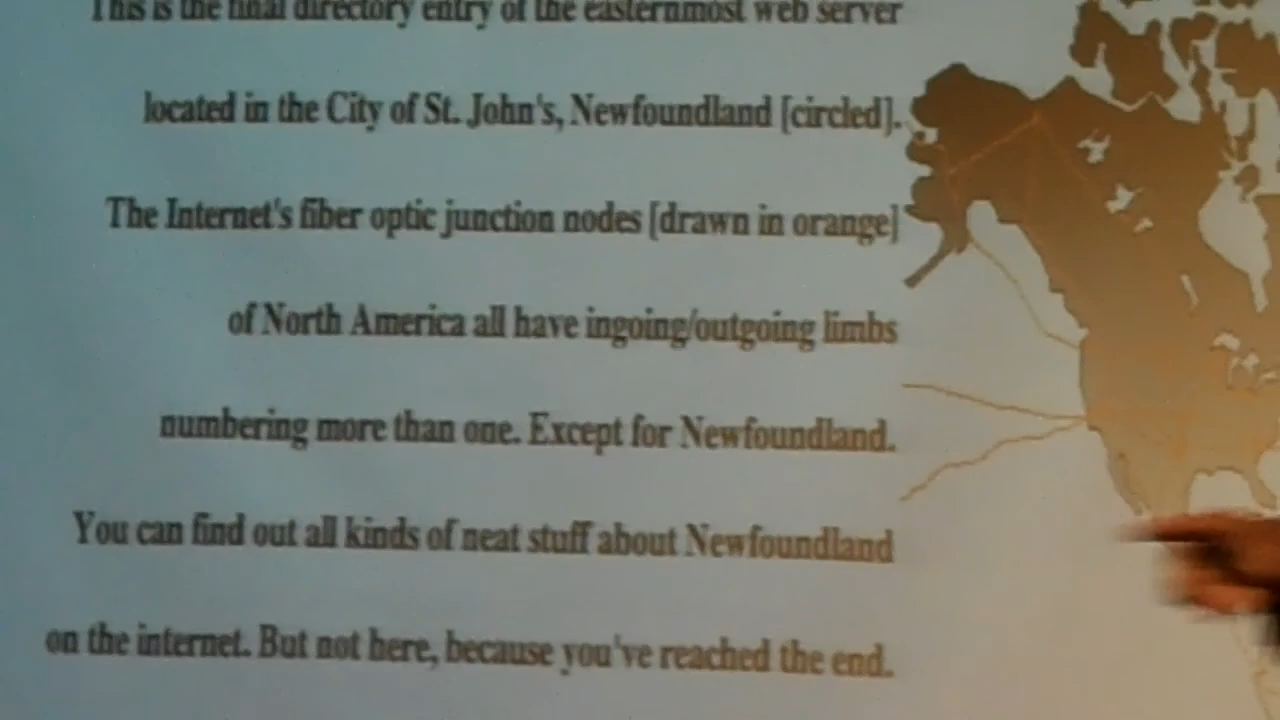 This is the final directory entry of the easternmost web server
located in the City of St. John's, Newfoundland [circled].
The Internet's fiber optic junction nodes [drawn in orange]
of North America all have ingoing/outgoing limbs
numbering more than one. Except for Newfoundland.
You can find out all kinds of neat stuff about Newfoundland
on the internet. But not here, because you've reached the end.